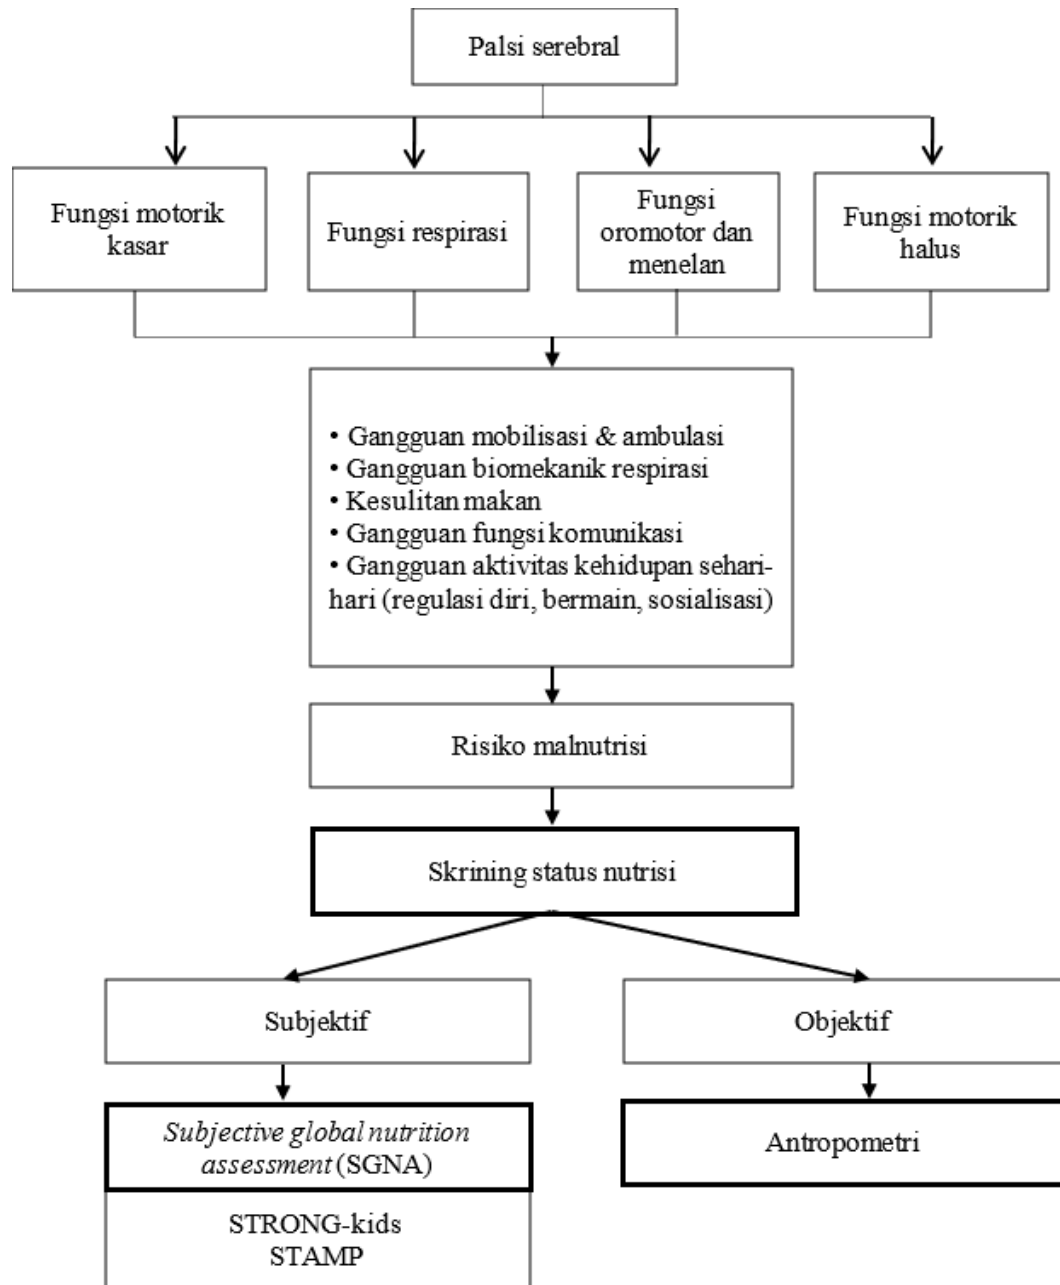 Palsi serebral
Fungsi motorik
kasar
Fungsi respirasi
Fungsi
oromotor dan
menelan
Fungsi motorik
halus
• Gangguan mobilisasi & ambulasi
• Gangguan biomekanik respirasi
• Kesulitan makan
• Gangguan fungsi komunikasi
• Gangguan aktivitas kehidupan sehari-
hari (regulasi diri, bermain, sosialisasi)
Risiko malnutrisi
Skrining status nutrisi
Subjektif
Objektif
Subjective global nutrition
assessment (SGNA)
Antropometri
STRONG-kids
STAMP